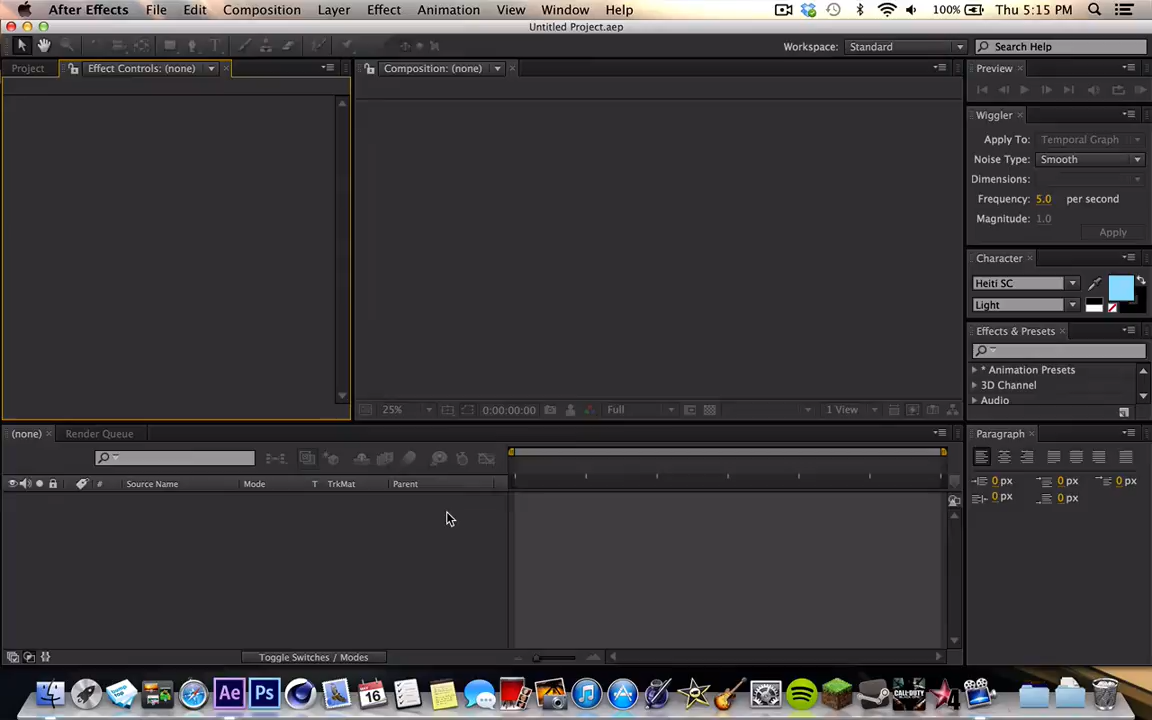 After Effects File Edit Composition Layer Effect Animation View Window Help 100% Thu 5:15 PM
Untitled Project.aep
Workspace: Standard Search Help
Project Effect Controls: (none) Composition: (none) Preview
Wiggler
Apply To: Temporal Graph
Noise Type: Smooth
Dimensions:
Frequency: 5.0 per second
Magnitude: 1.0
Apply
Character
Heiti SC
Light
Effects & Presets
* Animation Presets
3D Channel
Audio
25% 0:00:00:00 Full 1 View
(none) Render Queue Paragraph
# Source Name Mode T TrkMat Parent
0 px 0 px 0 px
0 px 0 px
Toggle Switches / Modes
Ae Ps 16